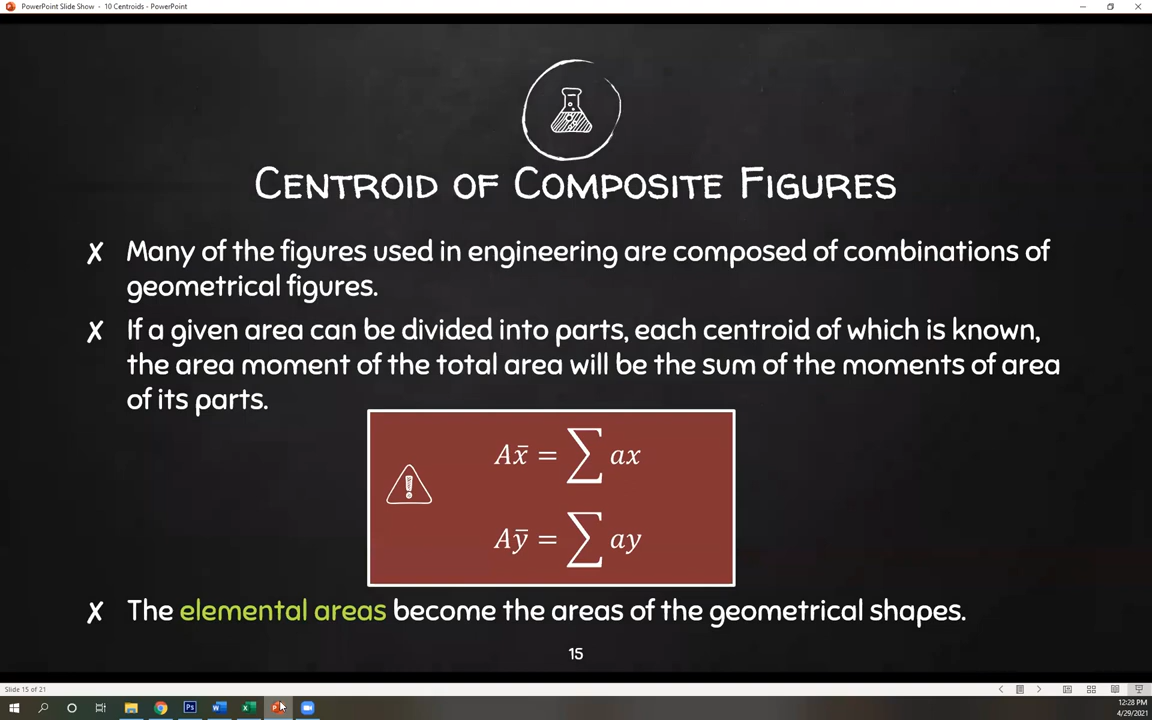 PowerPoint Slide Show - 10 Centroids - PowerPoint
Centroid of Composite Figures
✗ Many of the figures used in engineering are composed of combinations of
geometrical figures.
✗ If a given area can be divided into parts, each centroid of which is known,
the area moment of the total area will be the sum of the moments of area
of its parts.
Ax̄ = ∑ ax
Aȳ = ∑ ay
✗ The elemental areas become the areas of the geometrical shapes.
15
Slide 15 of 21
12:28 PM
4/29/2021